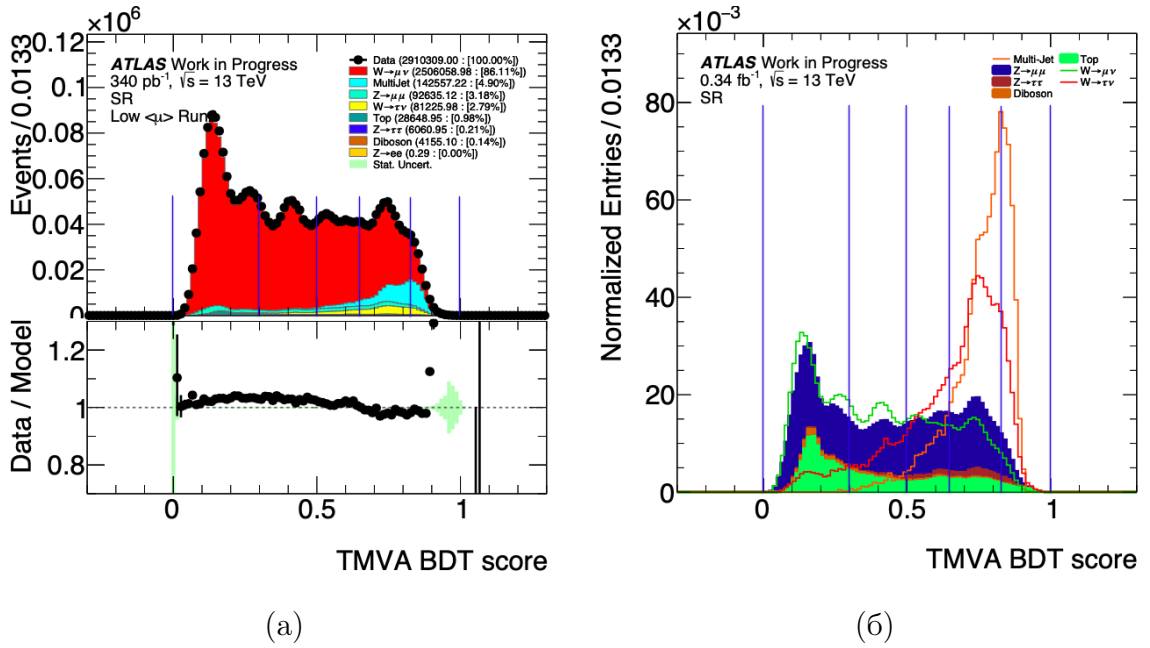 ×10⁶
Events / 0.0133
0.12
0.1
0.08
0.06
0.04
0.02
0
ATLAS Work in Progress
340 pb⁻¹, √s = 13 TeV
SR
Low <μ> Run
Data (2910309.00 : [100.00%])
W→μν (2506058.98 : [86.11%])
MultiJet (142557.22 : [4.90%])
Z→μμ (92635.12 : [3.18%])
W→τν (81225.98 : [2.79%])
Top (28648.95 : [0.98%])
Z→ττ (6060.95 : [0.21%])
Diboson (4155.10 : [0.14%])
Z→ee (0.29 : [0.00%])
Stat. Uncert.
Data / Model
1.2
1
0.8
0 0.5 1
TMVA BDT score
(а)
×10⁻³
Normalized Entries / 0.0133
80
60
40
20
0
ATLAS Work in Progress
0.34 fb⁻¹, √s = 13 TeV
SR
Multi-Jet
Z→μμ
Z→ττ
Diboson
Top
W→μν
W→τν
0 0.5 1
TMVA BDT score
(б)